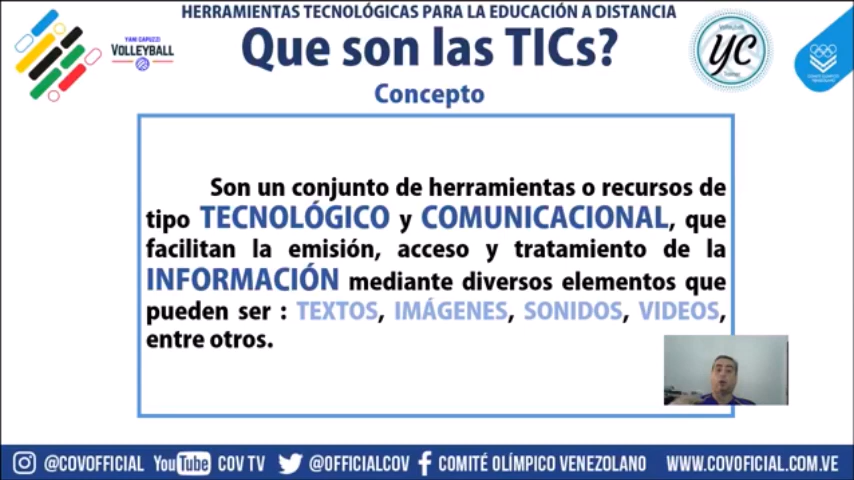 HERRAMIENTAS TECNOLÓGICAS PARA LA EDUCACIÓN A DISTANCIA
Que son las TICs?
Concepto
YANI CAPUZZI
VOLLEYBALL
YC
COMITÉ OLÍMPICO
VENEZOLANO
Son un conjunto de herramientas o recursos de
tipo TECNOLÓGICO y COMUNICACIONAL, que
facilitan la emisión, acceso y tratamiento de la
INFORMACIÓN mediante diversos elementos que
pueden ser : TEXTOS, IMÁGENES, SONIDOS, VIDEOS,
entre otros.
@COVOFFICIAL YouTube COV TV @OFFICIALCOV f COMITÉ OLÍMPICO VENEZOLANO WWW.COVOFICIAL.COM.VE